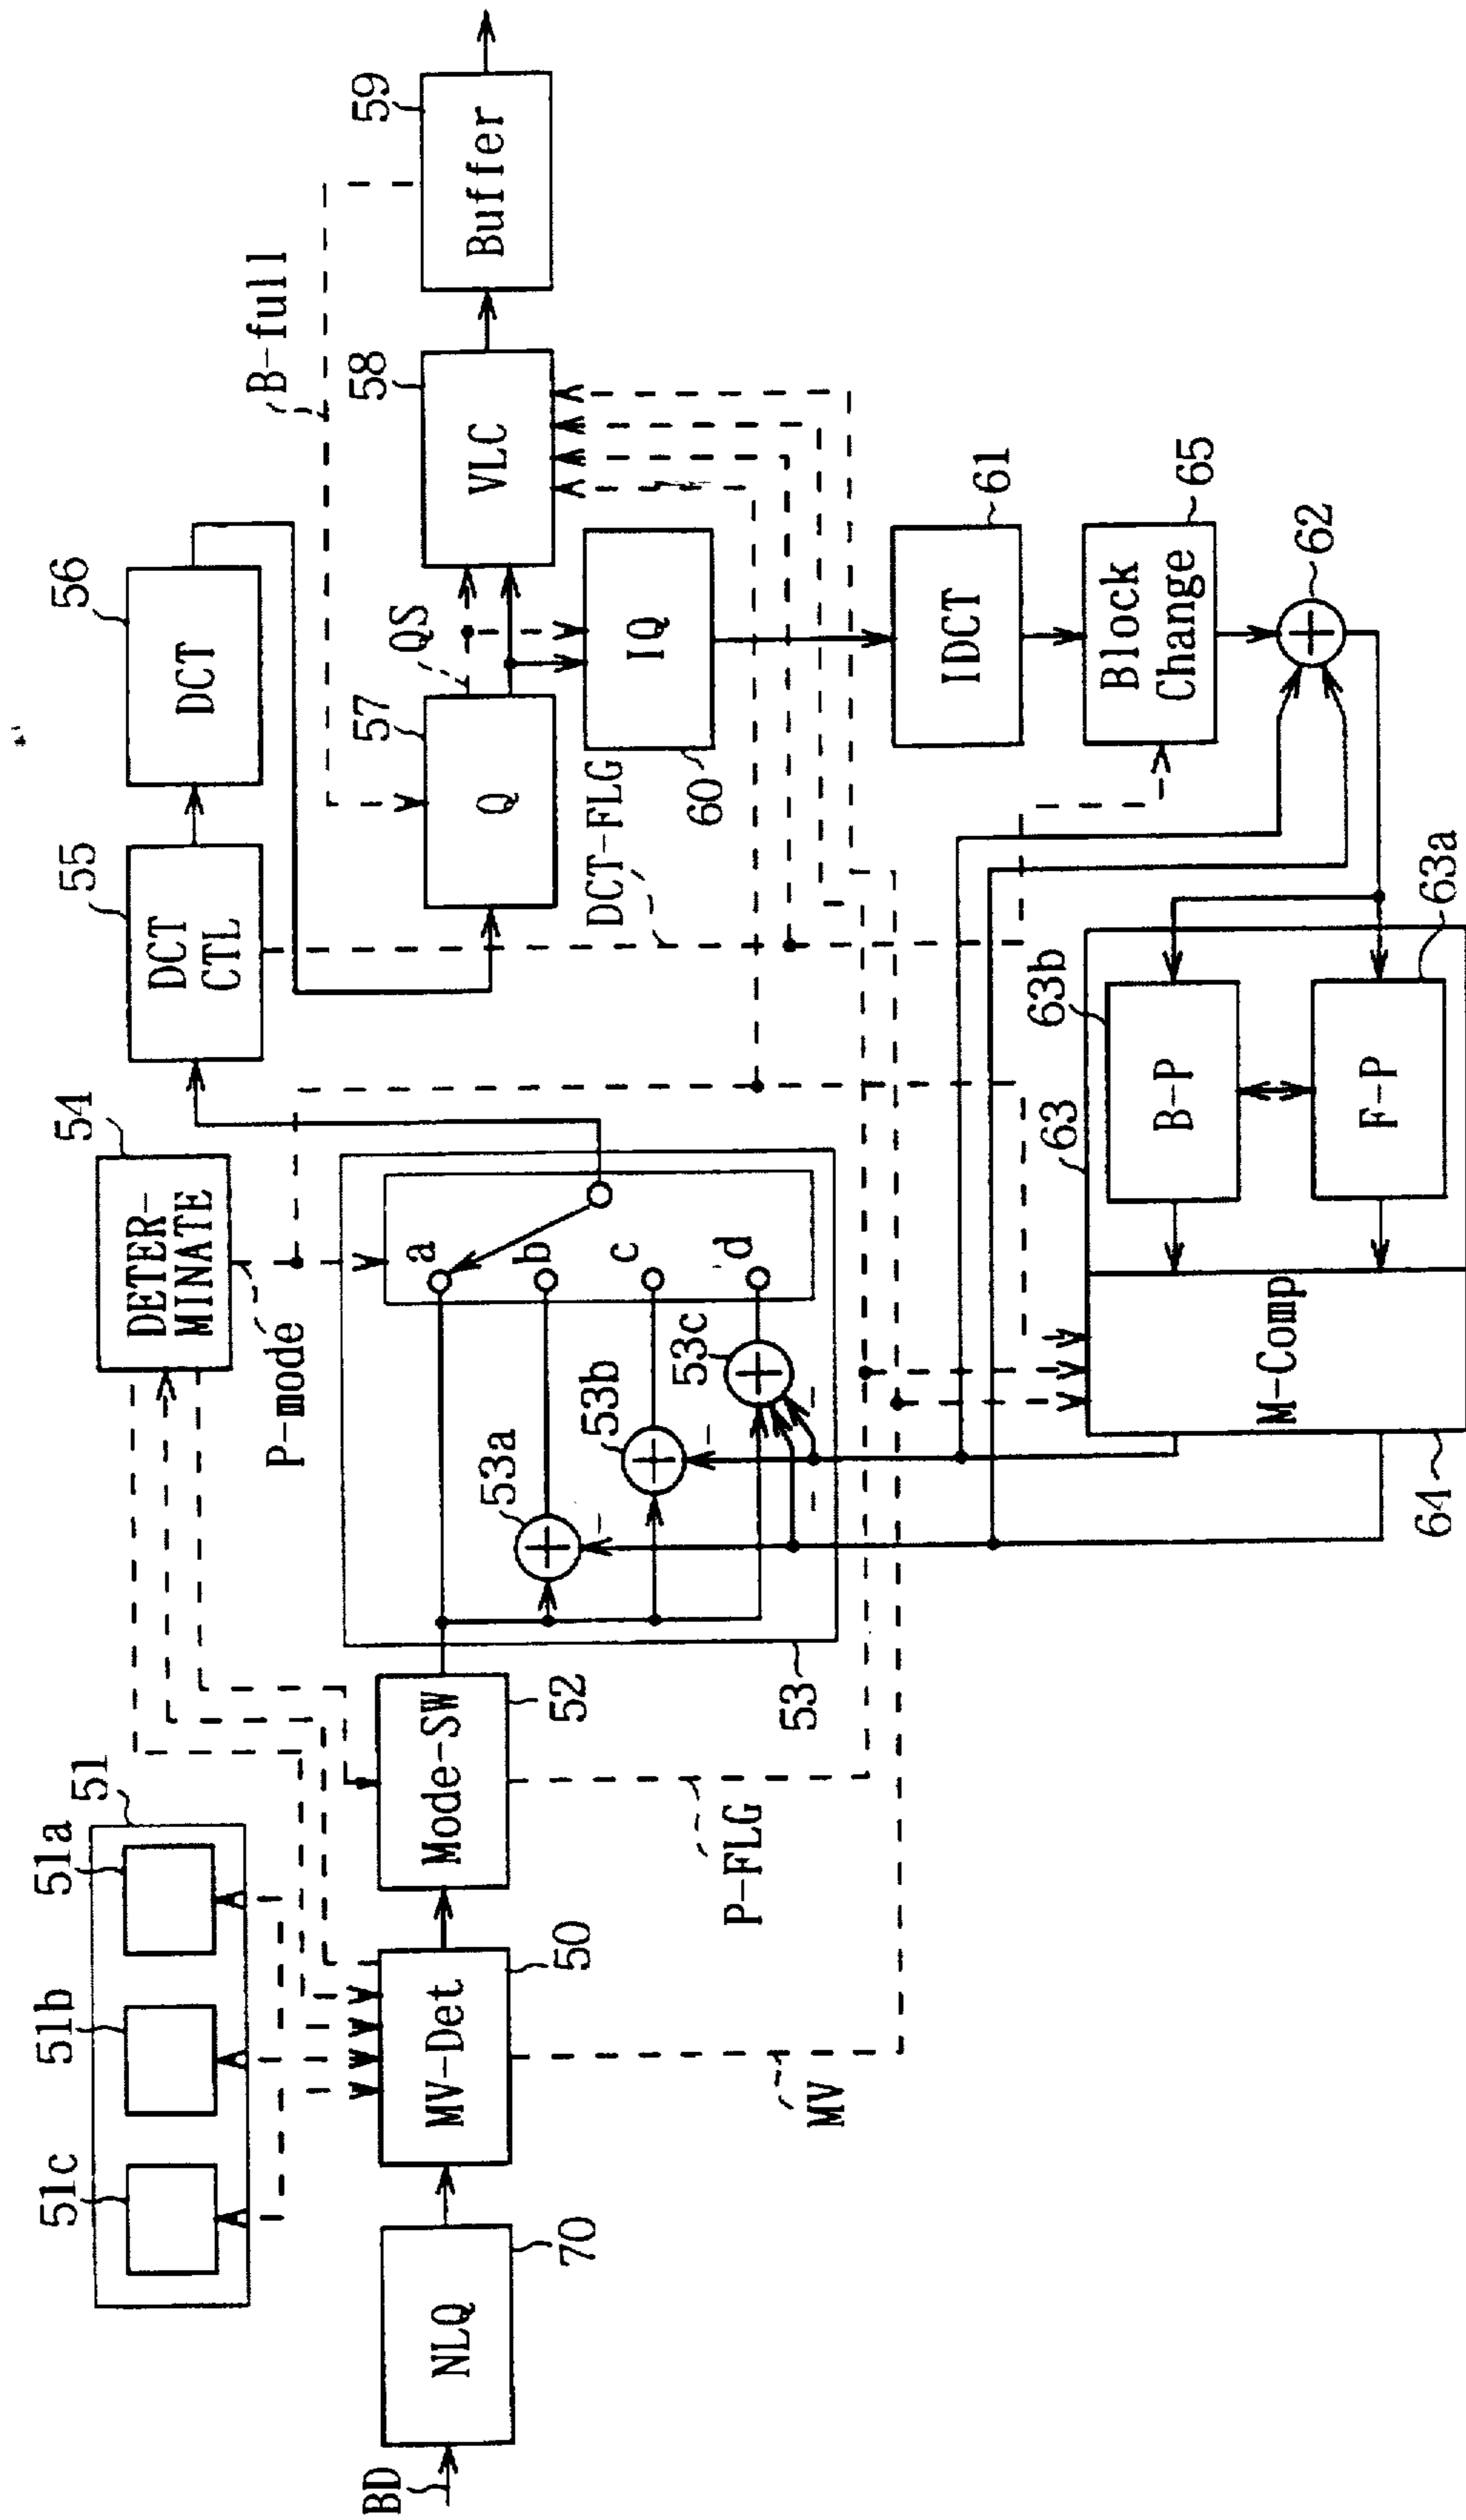 51
51c
51b
51a
54
DETER-
MINATE
P-mode
55
DCT
CTL
56
DCT
B-full
59
Buffer
58
VLC
57
Q
QS
IQ
60
DCT-FLG
BD
NLQ
70
MV-Det
50
Mode-SW
52
53
53a
53b
53c
a
b
c
d
P-FLG
MV
IDCT
61
Block
Change
65
62
63
63b
B-P
F-P
63a
M-Comp
64